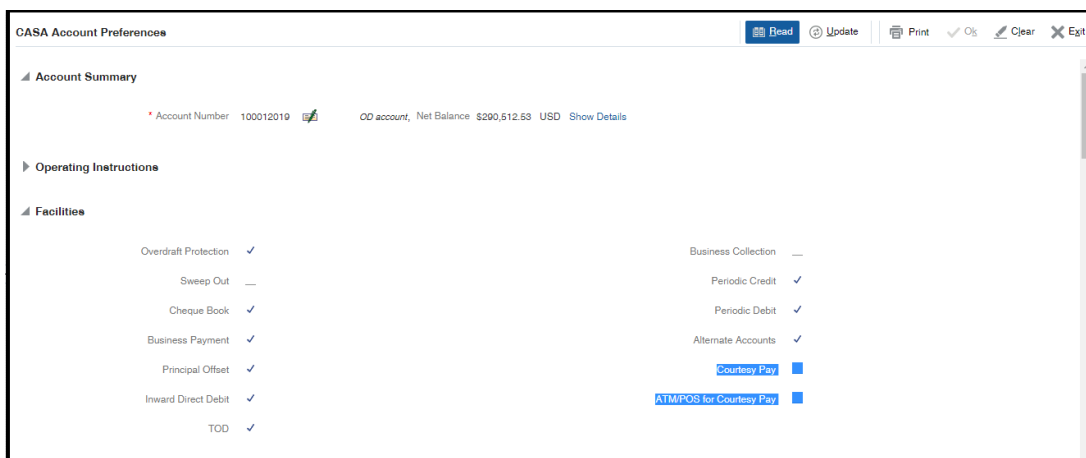 CASA Account Preferences Read Update Print Ok Clear Exit
Account Summary
* Account Number 100012019 OD account, Net Balance $290,512.53 USD Show Details
Operating Instructions
Facilities
Overdraft Protection Business Collection
Sweep Out Periodic Credit
Cheque Book Periodic Debit
Business Payment Alternate Accounts
Principal Offset Courtesy Pay
Inward Direct Debit ATM/POS for Courtesy Pay
TOD